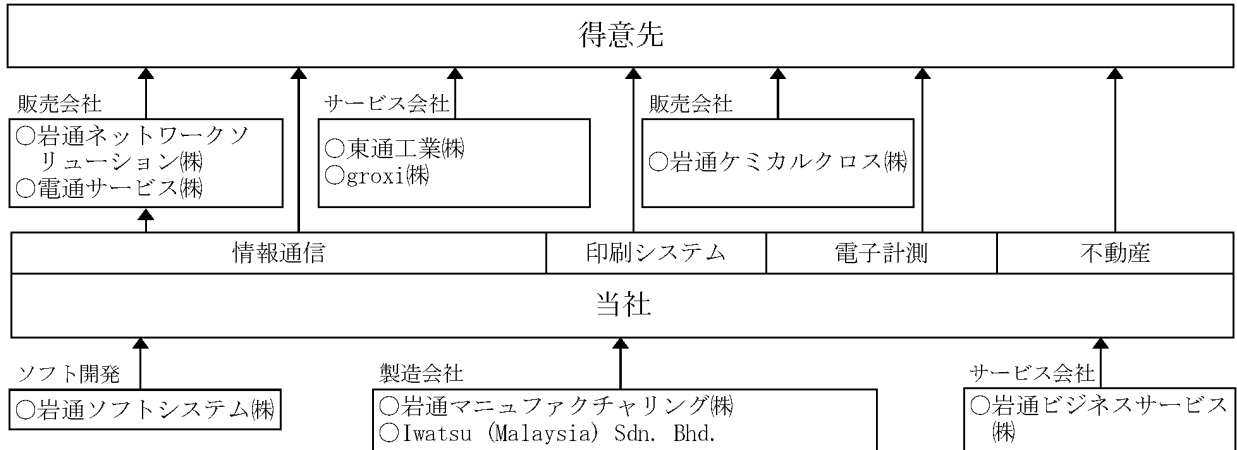 得意先
販売会社
○岩通ネットワークソ
リューション㈱
○電通サービス㈱
サービス会社
○東通工業㈱
○groxi㈱
販売会社
○岩通ケミカルクロス㈱
情報通信
印刷システム
電子計測
不動産
当社
ソフト開発
○岩通ソフトシステム㈱
製造会社
○岩通マニュファクチャリング㈱
○Iwatsu (Malaysia) Sdn. Bhd.
サービス会社
○岩通ビジネスサービス
㈱